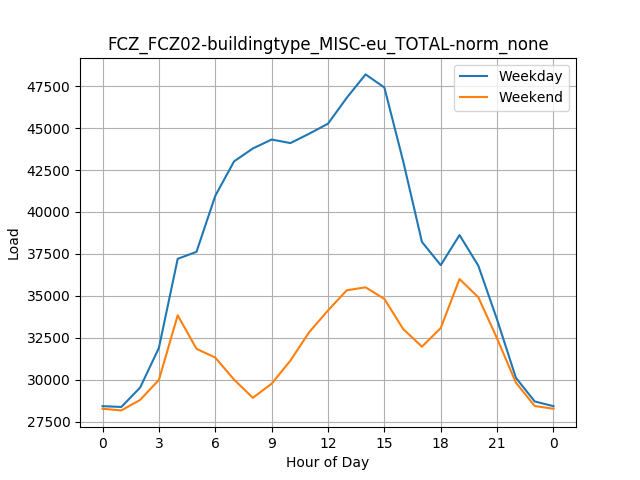 FCZ_FCZ02-buildingtype_MISC-eu_TOTAL-norm_none
Weekday
Weekend
47500
45000
42500
40000
37500
35000
32500
30000
27500
Load
0 3 6 9 12 15 18 21 0
Hour of Day